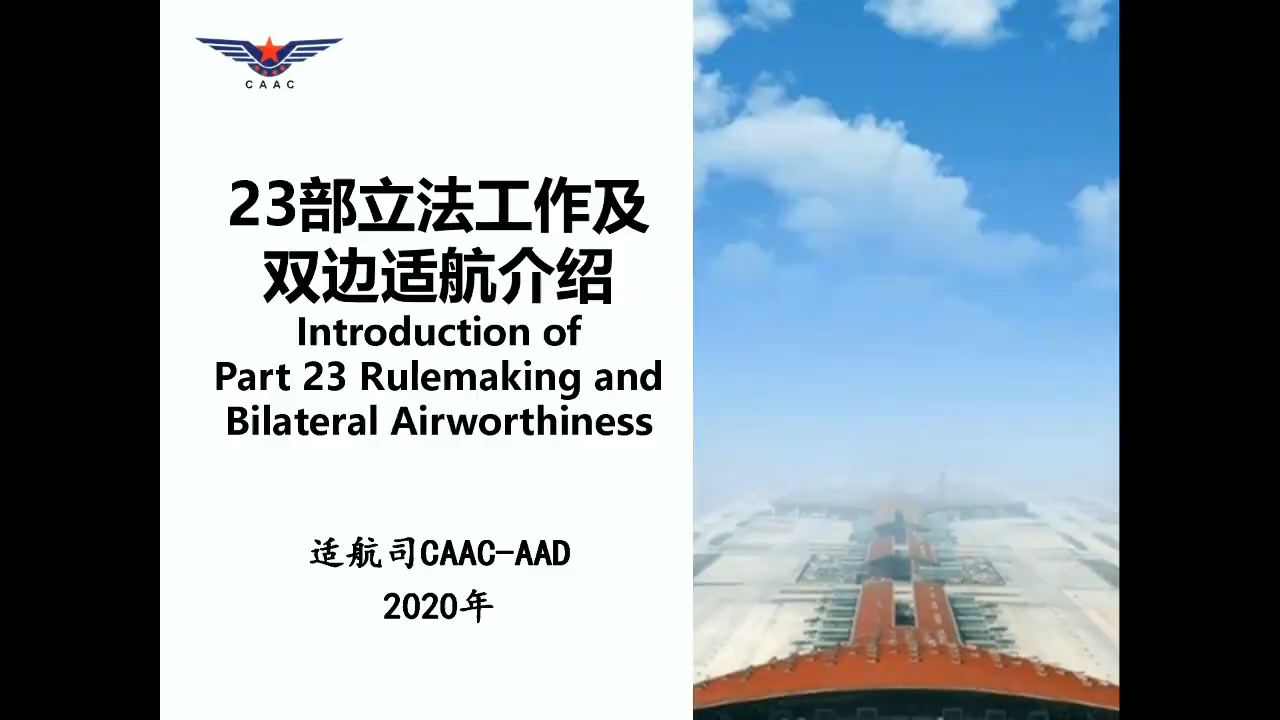 CAAC
23部立法工作及
双边适航介绍
Introduction of
Part 23 Rulemaking and
Bilateral Airworthiness
适航司CAAC-AAD
2020年